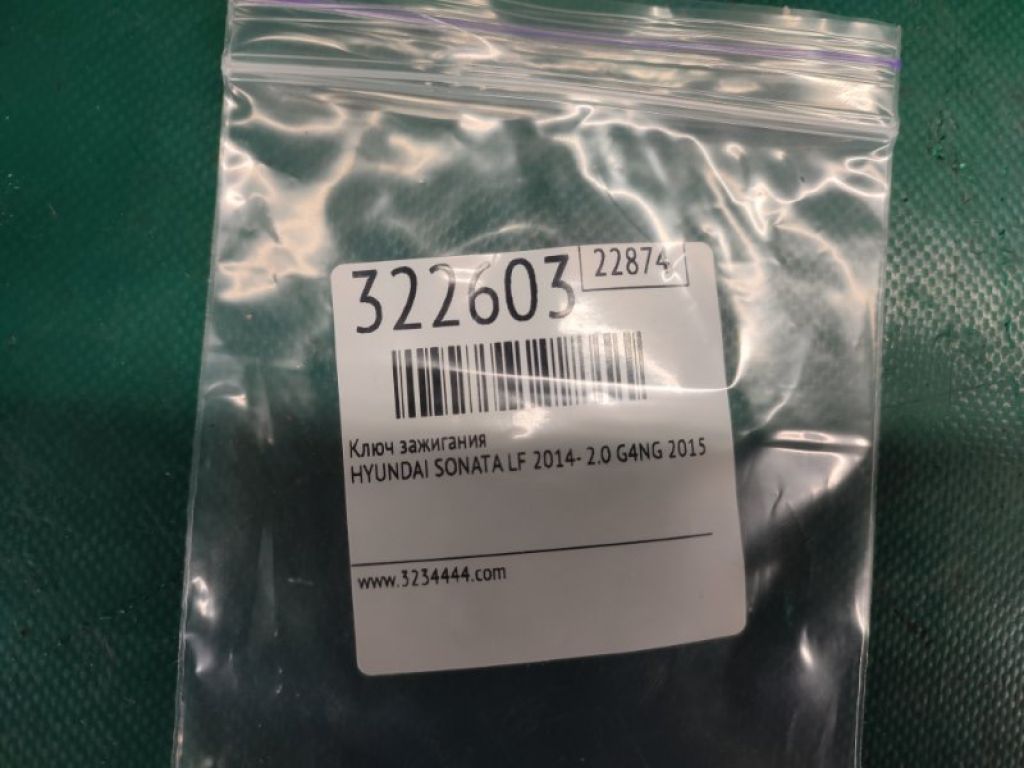 322603
22874
Ключ зажигания
HYUNDAI SONATA LF 2014- 2.0 G4NG 2015
www.3234444.com